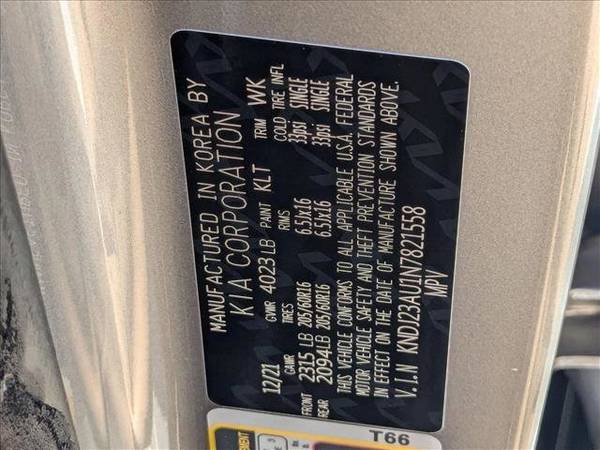 MANUFACTURED IN KOREA BY
KIA CORPORATION
12/21 GVWR 4023 LB PAINT KLT TRIM WK
GAWR TIRES RIMS COLD TIRE INFL
FRONT 2315 LB 205/60R16 6.5Jx16 33psi SINGLE
REAR 2094LB 205/60R16 6.5Jx16 33psi SINGLE
THIS VEHICLE CONFORMS TO ALL APPLICABLE U.S.A. FEDERAL
MOTOR VEHICLE SAFETY AND THEFT PREVENTION STANDARDS
IN EFFECT ON THE DATE OF MANUFACTURE SHOWN ABOVE.
V.I.N KNDJ23AU1N7821558
MPV
T66